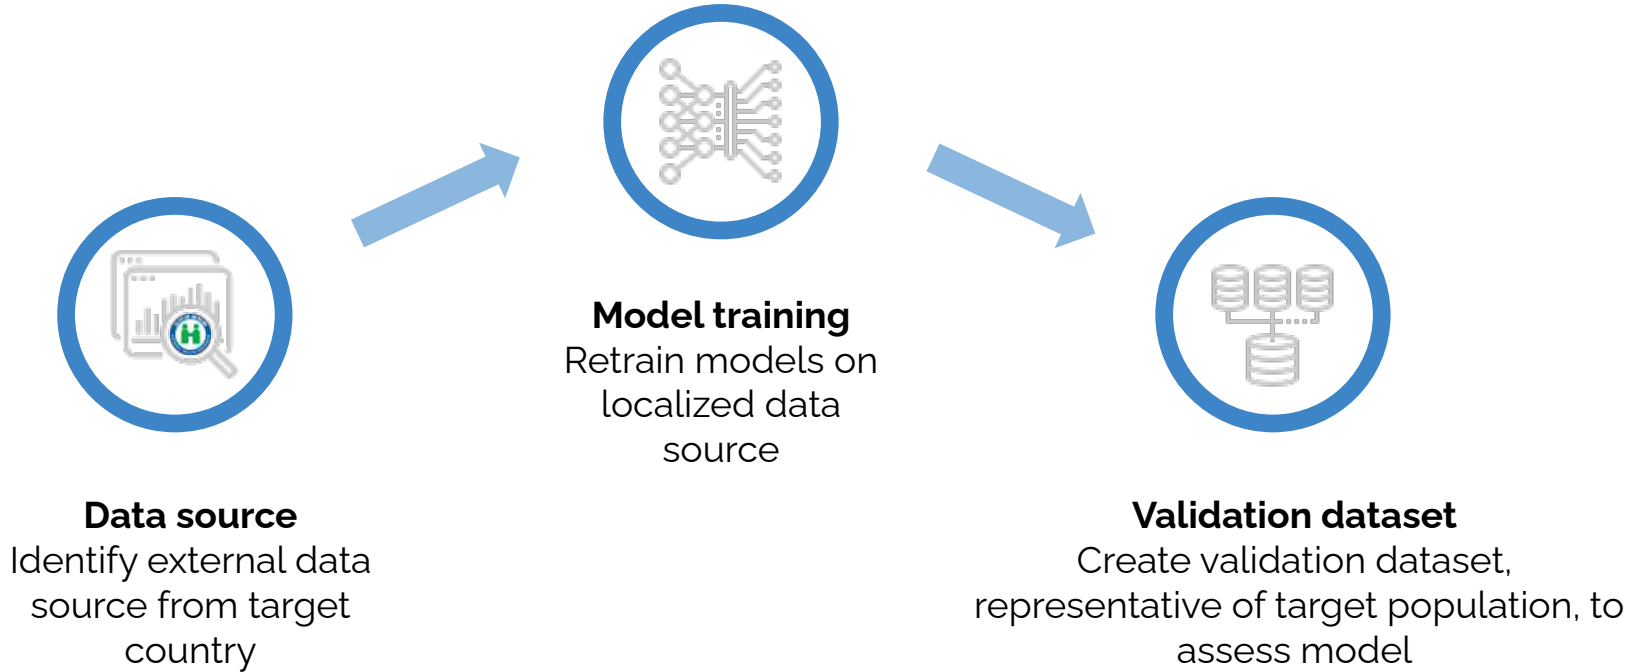 Data source
Identify external data
source from target
country
Model training
Retrain models on
localized data
source
Validation dataset
Create validation dataset,
representative of target population, to
assess model